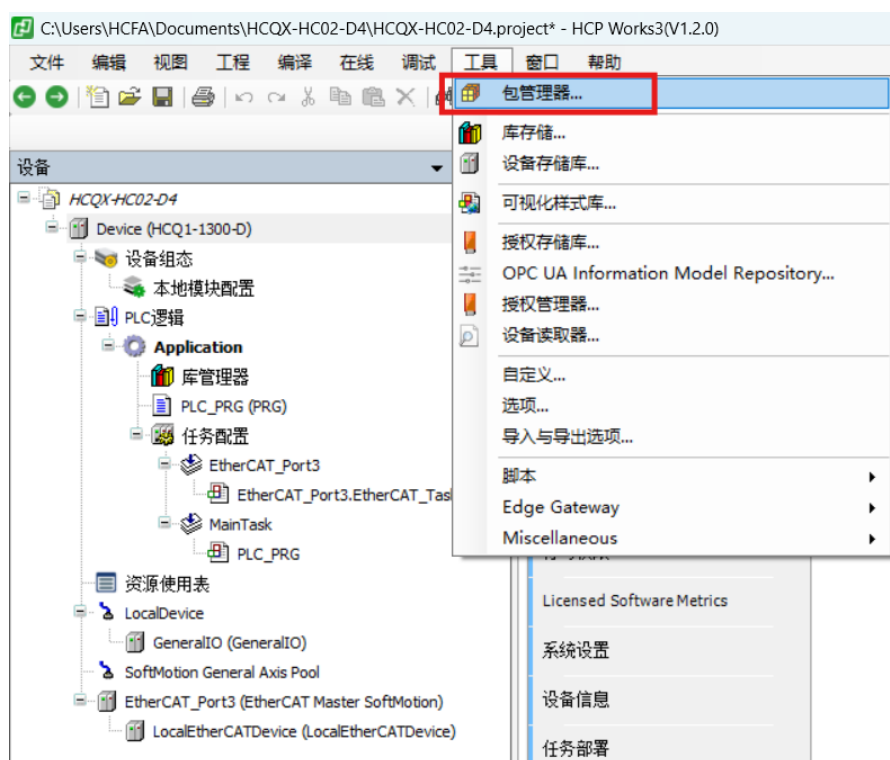 C:\Users\HCFA\Documents\HCQX-HC02-D4\HCQX-HC02-D4.project* - HCP Works3(V1.2.0)
文件 编辑 视图 工程 编译 在线 调试 工具 窗口 帮助
包管理器...
库存储...
设备存储库...
可视化样式库...
授权存储库...
OPC UA Information Model Repository...
授权管理器...
设备读取器...
自定义...
选项...
导入与导出选项...
脚本
Edge Gateway
Miscellaneous
设备
HCQX-HC02-D4
Device (HCQ1-1300-D)
设备组态
本地模块配置
PLC逻辑
Application
库管理器
PLC_PRG (PRG)
任务配置
EtherCAT_Port3
EtherCAT_Port3.EtherCAT_Tas
MainTask
PLC_PRG
资源使用表
LocalDevice
GeneralIO (GeneralIO)
SoftMotion General Axis Pool
EtherCAT_Port3 (EtherCAT Master SoftMotion)
LocalEtherCATDevice (LocalEtherCATDevice)
Licensed Software Metrics
系统设置
设备信息
任务部署